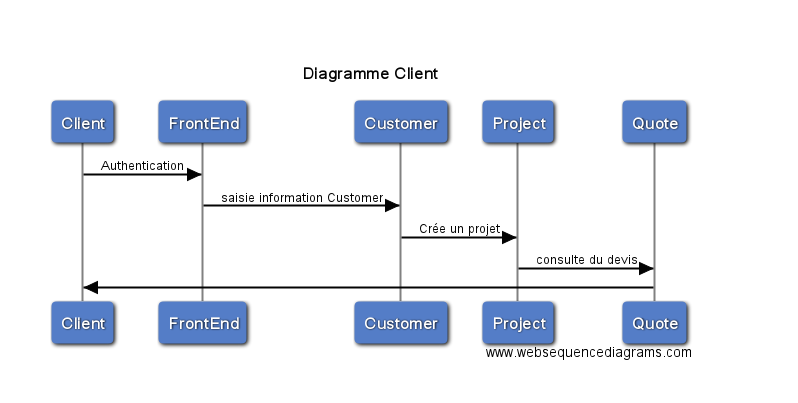 Diagramme Client
Client FrontEnd Customer Project Quote
Authentication
saisie information Customer
Crée un projet
consulte du devis
Client FrontEnd Customer Project Quote
www.websequencediagrams.com